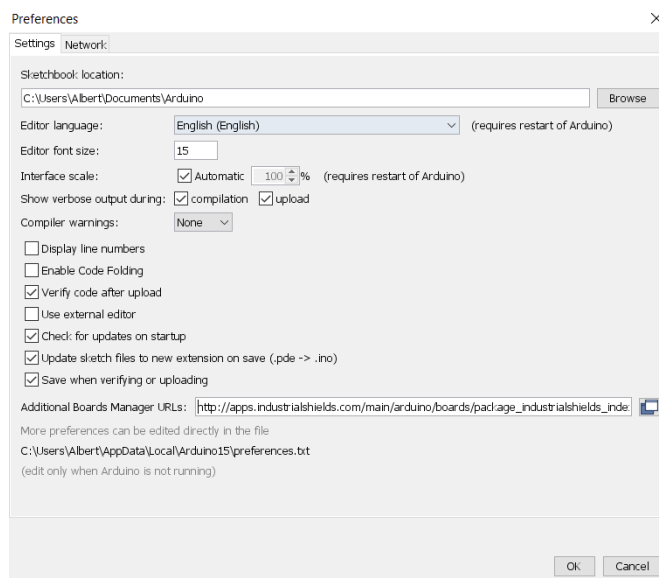 Preferences
Settings Network
Sketchbook location:
C:\Users\Albert\Documents\Arduino Browse
Editor language: English (English) (requires restart of Arduino)
Editor font size: 15
Interface scale: Automatic 100 % (requires restart of Arduino)
Show verbose output during: compilation upload
Compiler warnings: None
Display line numbers
Enable Code Folding
Verify code after upload
Use external editor
Check for updates on startup
Update sketch files to new extension on save (.pde -> .ino)
Save when verifying or uploading
Additional Boards Manager URLs: http://apps.industrialshields.com/main/arduino/boards/package_industrialshields_inde
More preferences can be edited directly in the file
C:\Users\Albert\AppData\Local\Arduino15\preferences.txt
(edit only when Arduino is not running)
OK Cancel